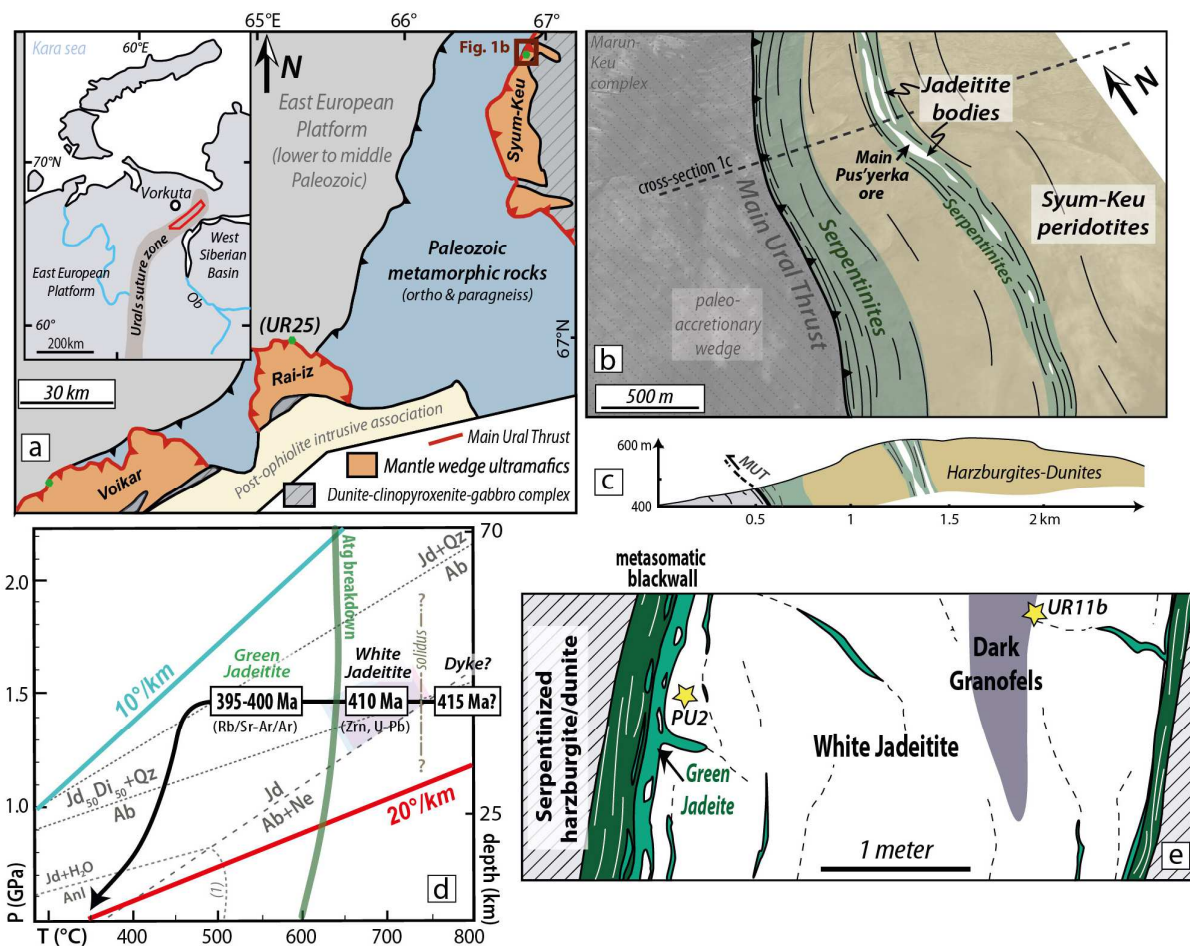 65°E
66°
67°
Kara sea
60°E
70°N
Vorkuta
East European
Platform
Urals suture zone
West
Siberian
Basin
Ob
60°
200km
N
Fig. 1b
East European
Platform
(lower to middle
Paleozoic)
Syum-Keu
Paleozoic
metamorphic rocks
(ortho & paragneiss)
67°N
(UR25)
Rai-iz
30 km
a
Voikar
Post-ophiolite intrusive association
Main Ural Thrust
Mantle wedge ultramafics
Dunite-clinopyroxenite-gabbro complex
Marun-
Keu
complex
N
Jadeitite
bodies
cross-section 1c
Main
Pus'yerka
ore
Syum-Keu
peridotites
Main Ural Thrust
Serpentinites
Serpentinites
paleo-
accretionary
wedge
b
500 m
600 m
c
MUT
Harzburgites-Dunites
400
0.5
1
1.5
2 km
70
2.0
Jd+Qz
Ab
Atg breakdown
10°/km
Green
Jadeitite
White
Jadeitite
solidus
Dyke?
?
1.5
395-400 Ma
410 Ma
415 Ma?
(Rb/Sr-Ar/Ar)
(Zrn, U-Pb)
?
1.0
Jd50Di50+Qz
Ab
Jd
Ab+Ne
20°/km
25
Jd+H2O
Anl
(1)
d
P (GPa)
depth (km)
T (°C)
400
500
600
700
800
metasomatic
blackwall
Serpentinized
harzburgite/dunite
UR11b
Dark
Granofels
PU2
White Jadeitite
Green
Jadeite
1 meter
e